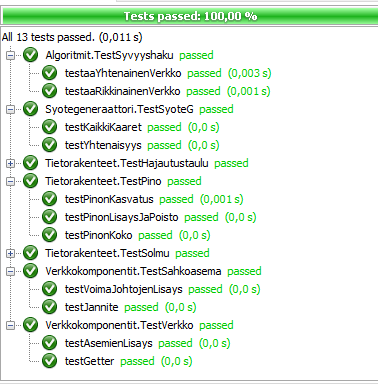 Tests passed: 100,00 %
All 13 tests passed. (0,011 s)
Algoritmit.TestSyvyyshaku passed
testaaYhtenainenVerkko passed (0,003 s)
testaaRikkinainenVerkko passed (0,001 s)
Syotegeneraattori.TestSyoteG passed
testKaikkiKaaret passed (0,0 s)
testYhtenaisyys passed (0,0 s)
Tietorakenteet.TestHajautustaulu passed
Tietorakenteet.TestPino passed
testPinonKasvatus passed (0,001 s)
testPinonLisaysJaPoisto passed (0,0 s)
testPinonKoko passed (0,0 s)
Tietorakenteet.TestSolmu passed
Verkkokomponentit.TestSahkoasema passed
testVoimaJohtojenLisays passed (0,0 s)
testJannite passed (0,0 s)
Verkkokomponentit.TestVerkko passed
testAsemienLisays passed (0,0 s)
testGetter passed (0,0 s)